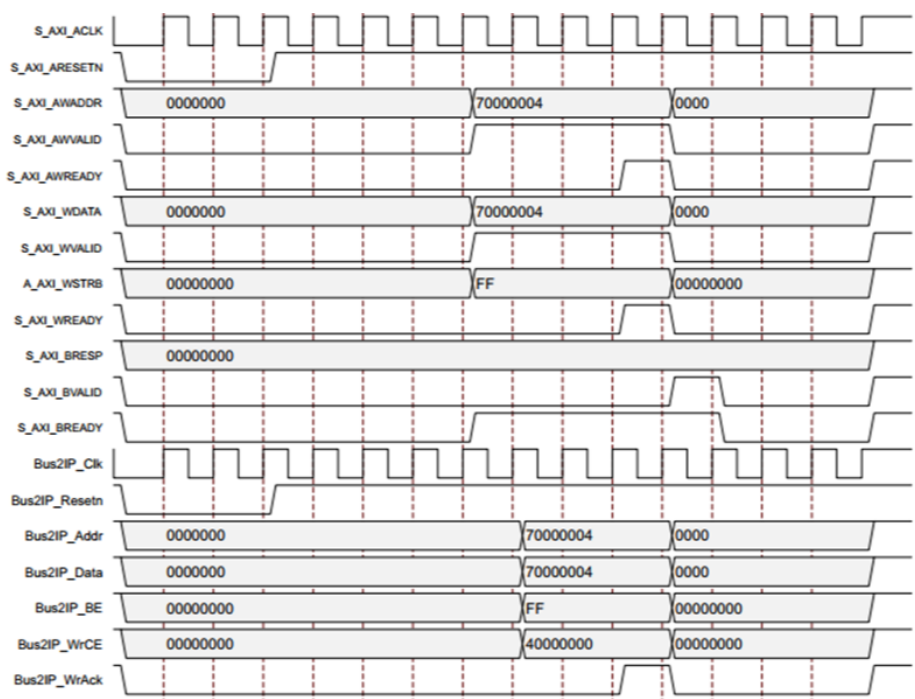 S_AXI_ACLK
S_AXI_ARESETN
S_AXI_AWADDR 0000000 70000004 0000
S_AXI_AWVALID
S_AXI_AWREADY
S_AXI_WDATA 0000000 70000004 0000
S_AXI_WVALID
A_AXI_WSTRB 00000000 FF 00000000
S_AXI_WREADY
S_AXI_BRESP 00000000
S_AXI_BVALID
S_AXI_BREADY
Bus2IP_Clk
Bus2IP_Resetn
Bus2IP_Addr 0000000 70000004 0000
Bus2IP_Data 0000000 70000004 0000
Bus2IP_BE 00000000 FF 00000000
Bus2IP_WrCE 00000000 40000000 00000000
Bus2IP_WrAck